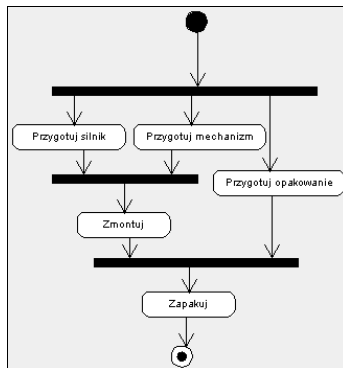 Przygotuj silnik
Przygotuj mechanizm
Przygotuj opakowanie
Zmontuj
Zapakuj